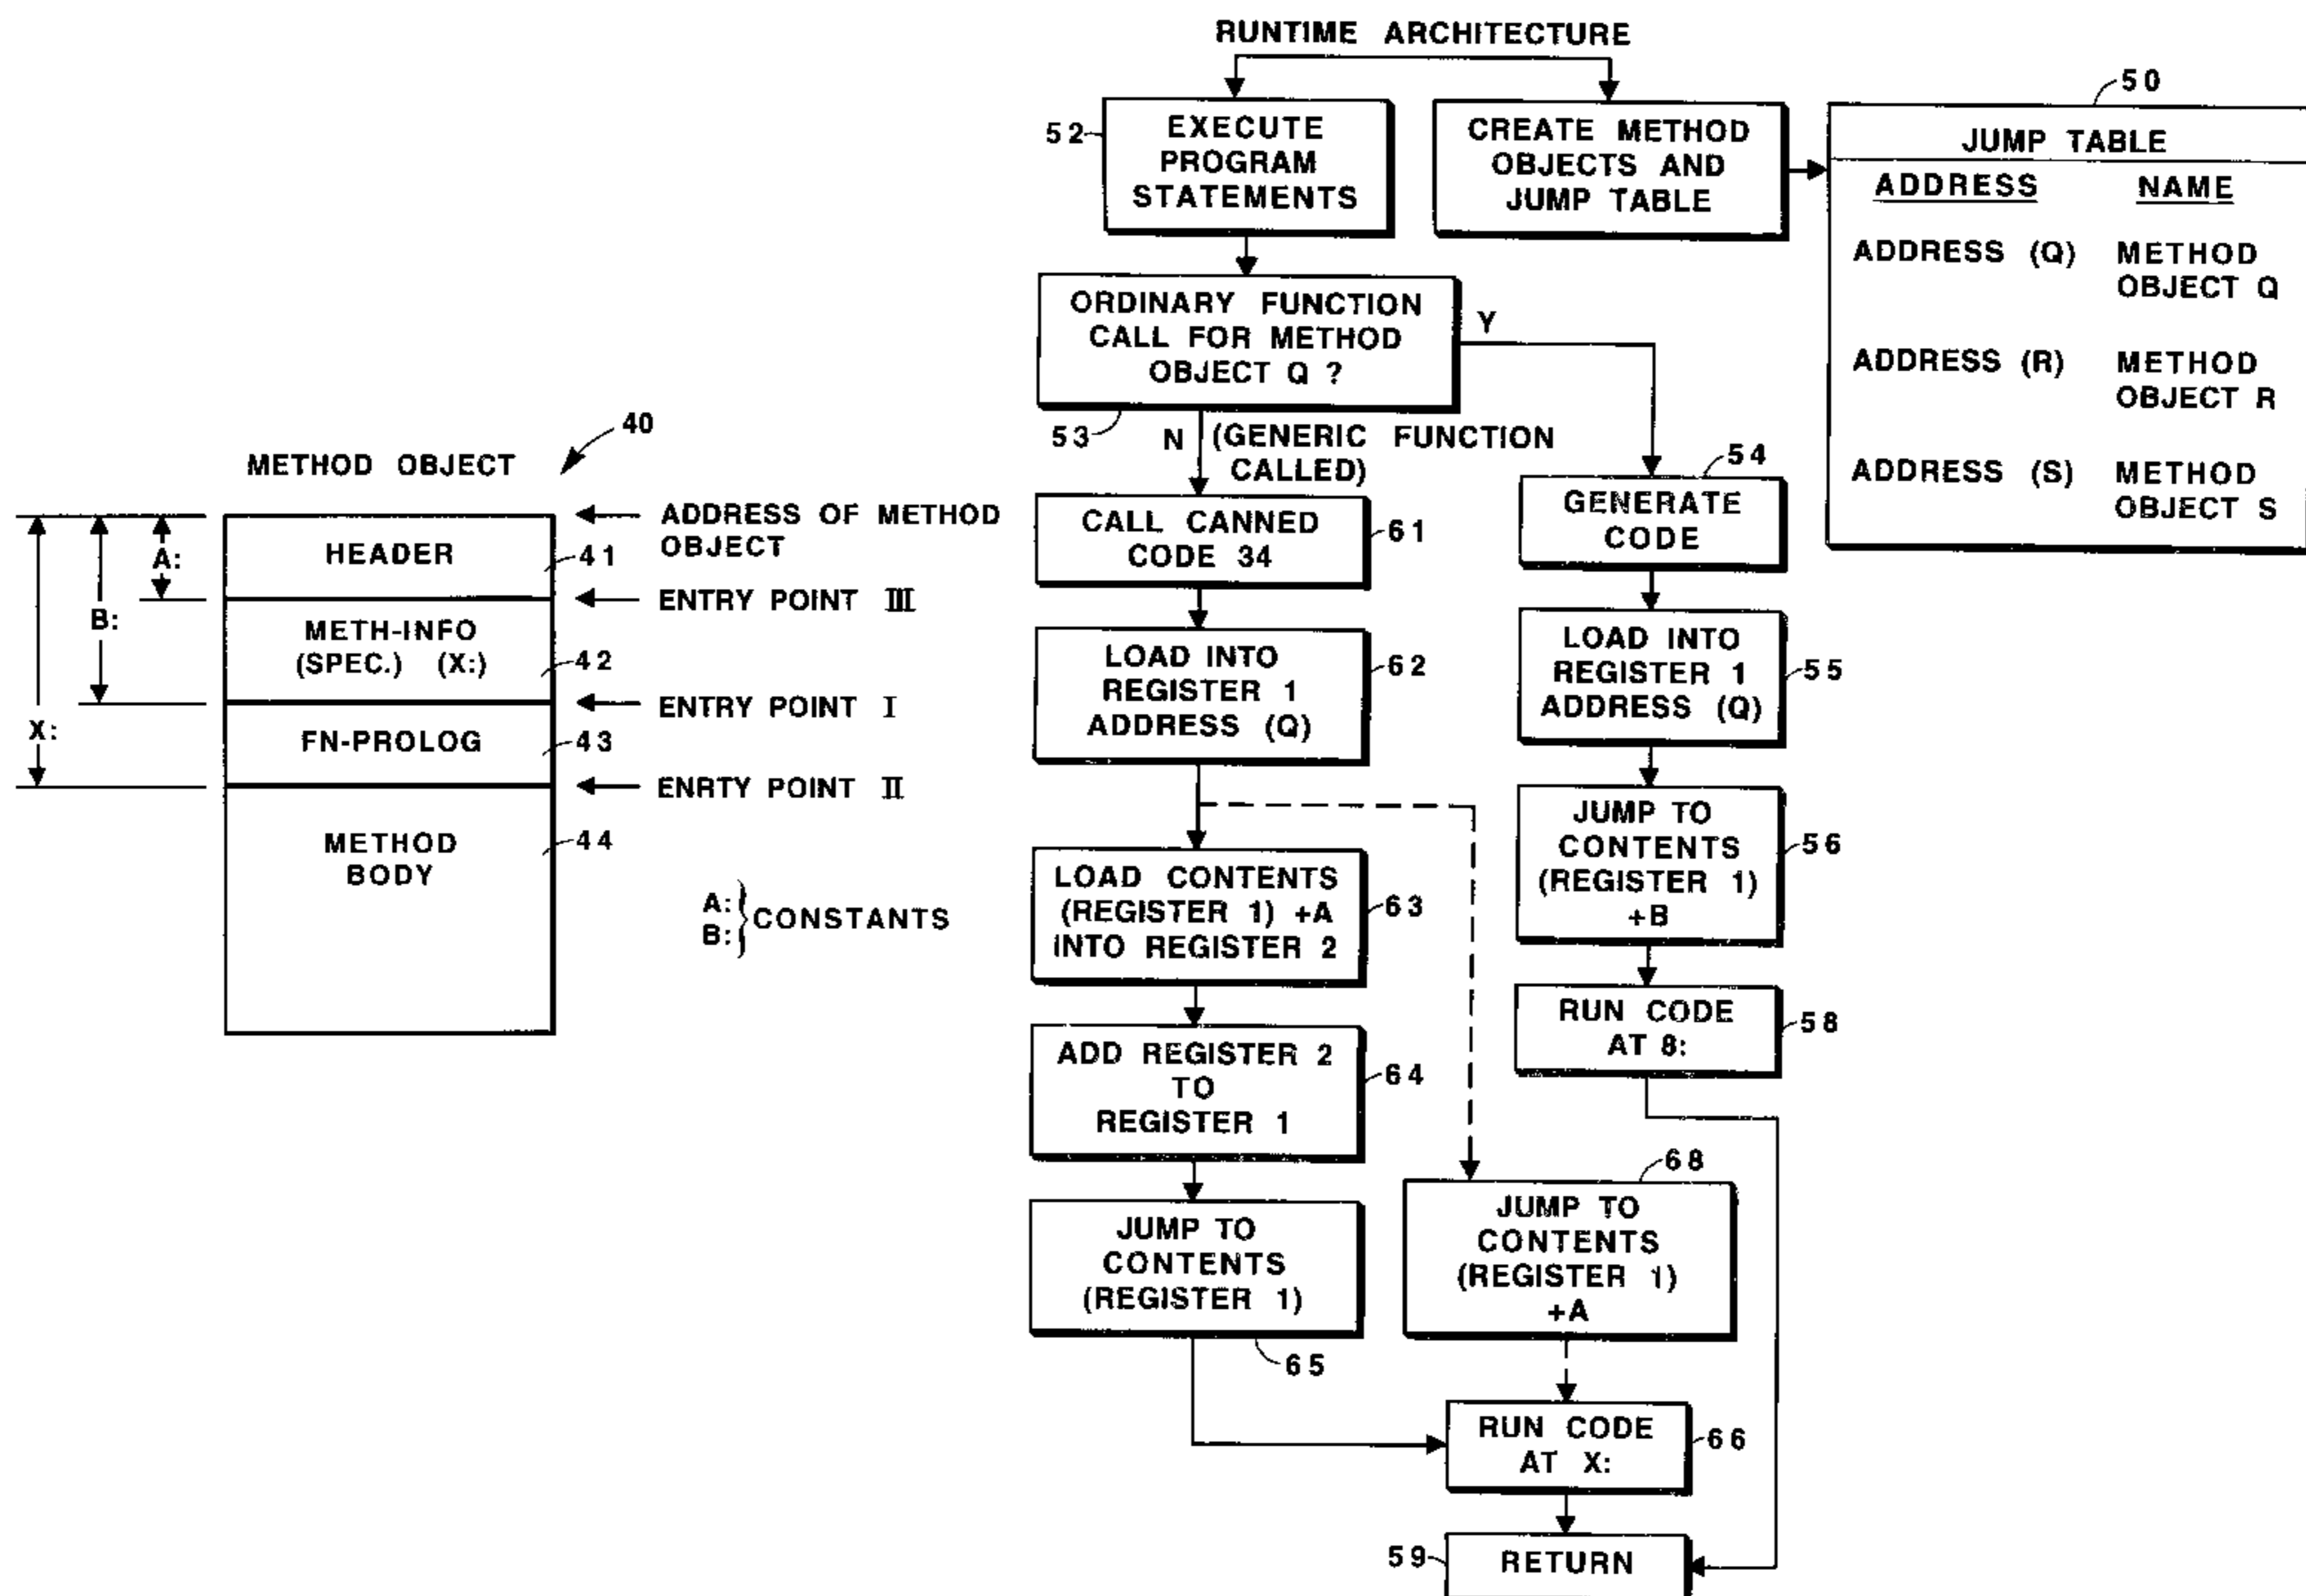 METHOD OBJECT
40
ADDRESS OF METHOD
OBJECT
HEADER
41
A:
ENTRY POINT III
B:
METH-INFO
(SPEC.) (X:)
42
ENTRY POINT I
X:
FN-PROLOG
43
ENRTY POINT II
METHOD
BODY
44
A:
B:
CONSTANTS
RUNTIME ARCHITECTURE
52
EXECUTE
PROGRAM
STATEMENTS
CREATE METHOD
OBJECTS AND
JUMP TABLE
50
JUMP TABLE
ADDRESS NAME
ADDRESS (Q) METHOD
OBJECT Q
ADDRESS (R) METHOD
OBJECT R
ADDRESS (S) METHOD
OBJECT S
ORDINARY FUNCTION
CALL FOR METHOD
OBJECT Q ?
Y
53
N (GENERIC FUNCTION
CALLED)
54
GENERATE
CODE
CALL CANNED
CODE 34
61
LOAD INTO
REGISTER 1
ADDRESS (Q)
62
LOAD INTO
REGISTER 1
ADDRESS (Q)
55
JUMP TO
CONTENTS
(REGISTER 1)
+B
56
LOAD CONTENTS
(REGISTER 1) +A
INTO REGISTER 2
63
RUN CODE
AT 8:
58
ADD REGISTER 2
TO
REGISTER 1
64
68
JUMP TO
CONTENTS
(REGISTER 1)
+A
JUMP TO
CONTENTS
(REGISTER 1)
65
RUN CODE
AT X:
66
59
RETURN